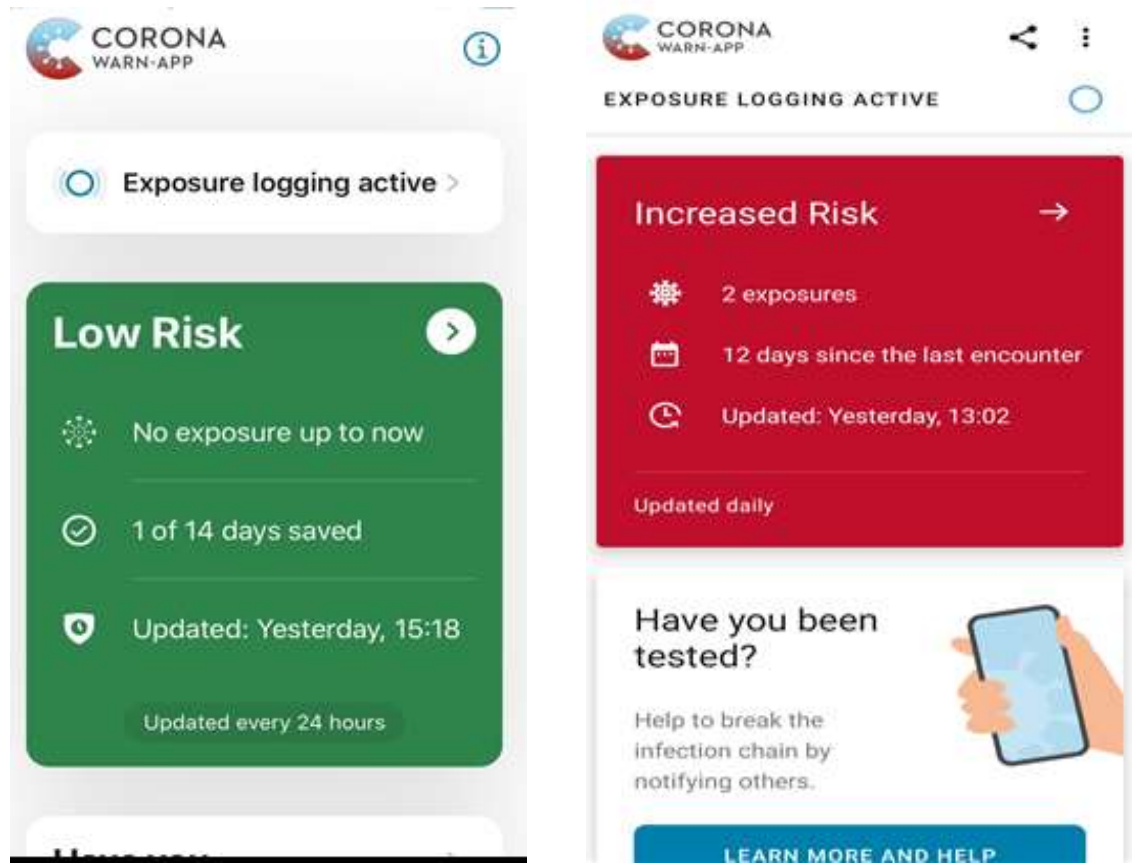 CORONA
WARN-APP
Exposure logging active
Low Risk
No exposure up to now
1 of 14 days saved
Updated: Yesterday, 15:18
Updated every 24 hours
CORONA
WARN-APP
EXPOSURE LOGGING ACTIVE
Increased Risk
2 exposures
12 days since the last encounter
Updated: Yesterday, 13:02
Updated daily
Have you been
tested?
Help to break the
infection chain by
notifying others.
LEARN MORE AND HELP